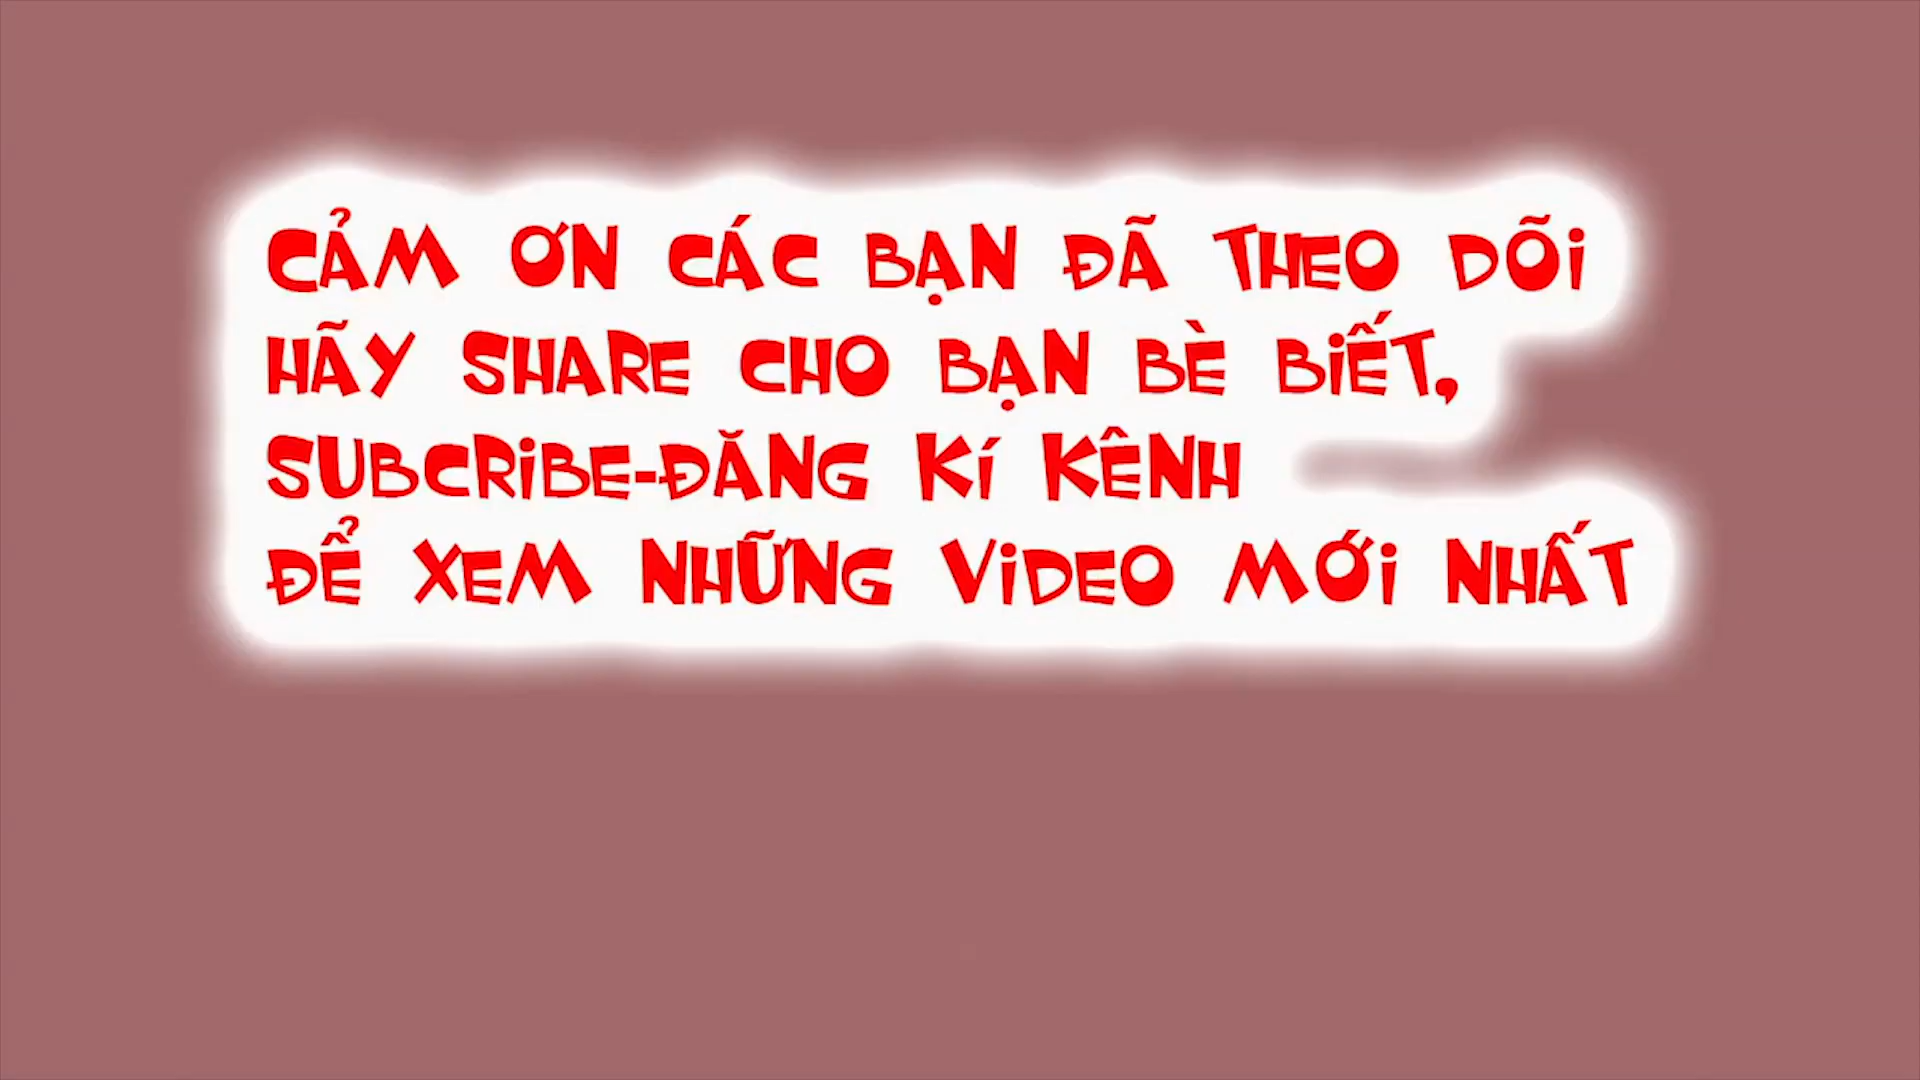 CẢM ƠN CÁC BẠN ĐÃ THEO DÕI
HÃY SHARE CHO BẠN BÈ BIẾT,
SUBCRIBE-ĐĂNG KÍ KÊNH
ĐỂ XEM NHỮNG VIDEO MỚI NHẤT